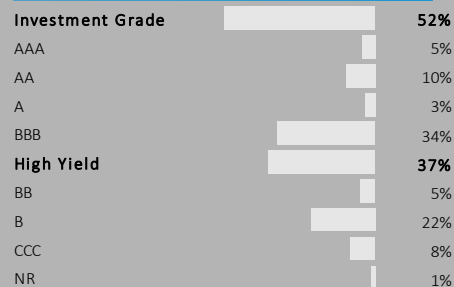 Investment Grade 52%
AAA 5%
AA 10%
A 3%
BBB 34%
High Yield 37%
BB 5%
B 22%
CCC 8%
NR 1%